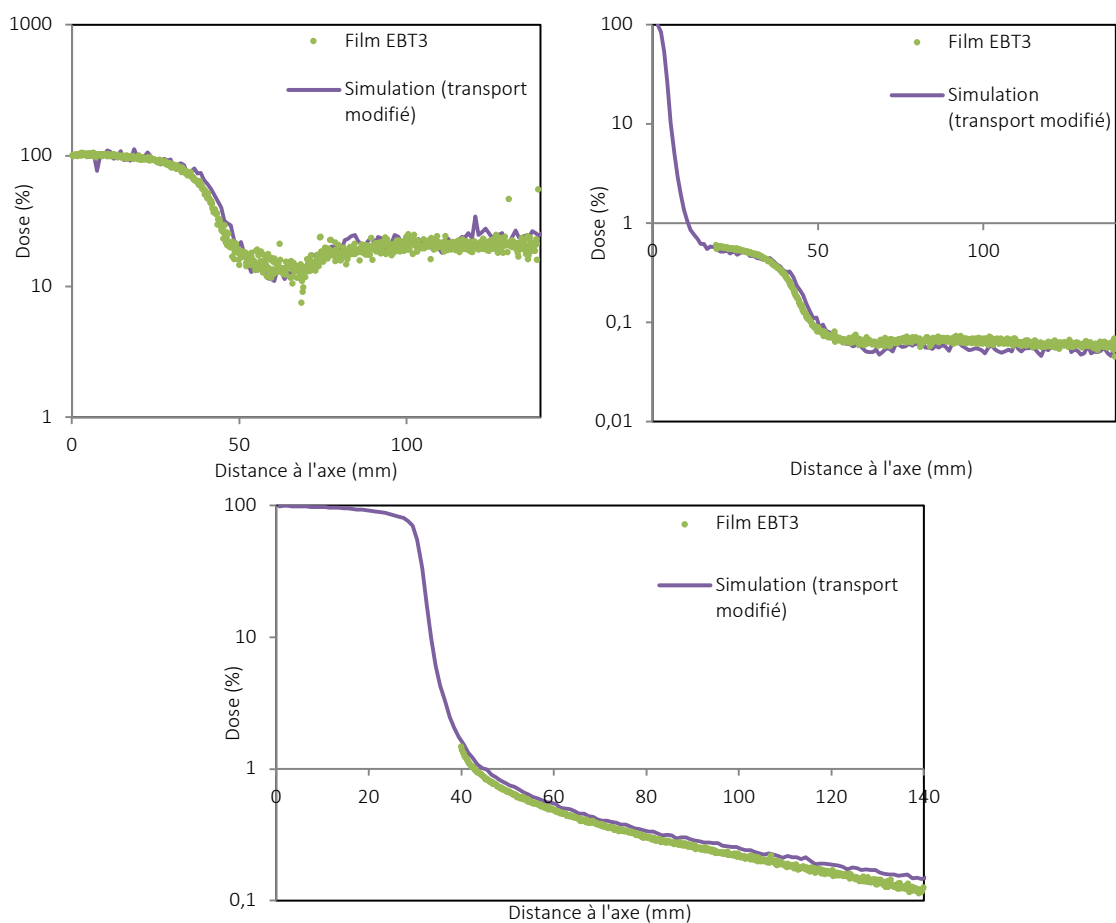 1000
100
10
1
0
50
100
Dose (%)
Distance à l'axe (mm)
Film EBT3
Simulation (transport
modifié)
100
10
1
0,1
0,01
0
50
100
Dose (%)
Distance à l'axe (mm)
Film EBT3
Simulation
(transport modifié)
100
10
1
0,1
0
20
40
60
80
100
120
140
Dose (%)
Distance à l'axe (mm)
Film EBT3
Simulation (transport
modifié)